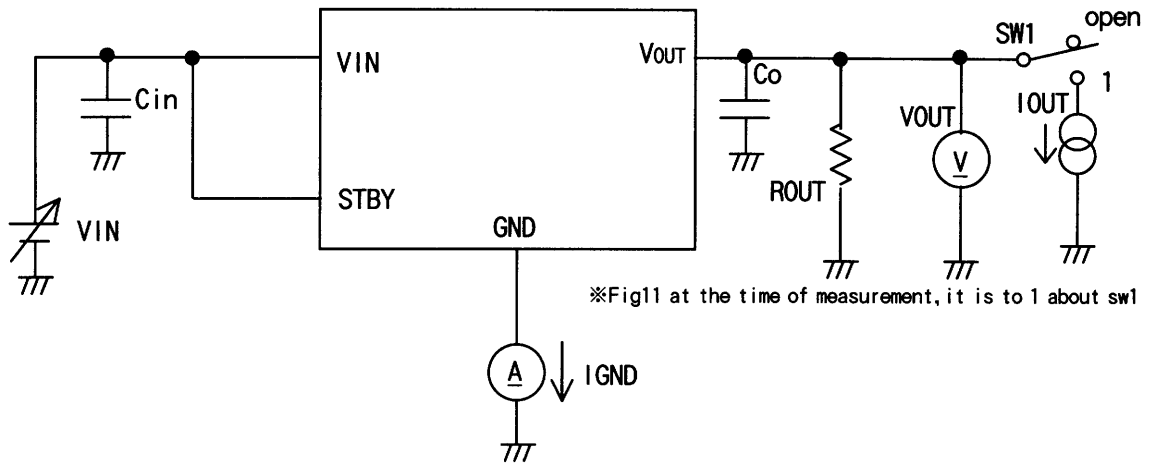 open
SW1
VIN
VOUT
Co
1
Cin
IOUT
VOUT
V
ROUT
STBY
VIN
GND
※Fig11 at the time of measurement, it is to 1 about sw1
A
IGND